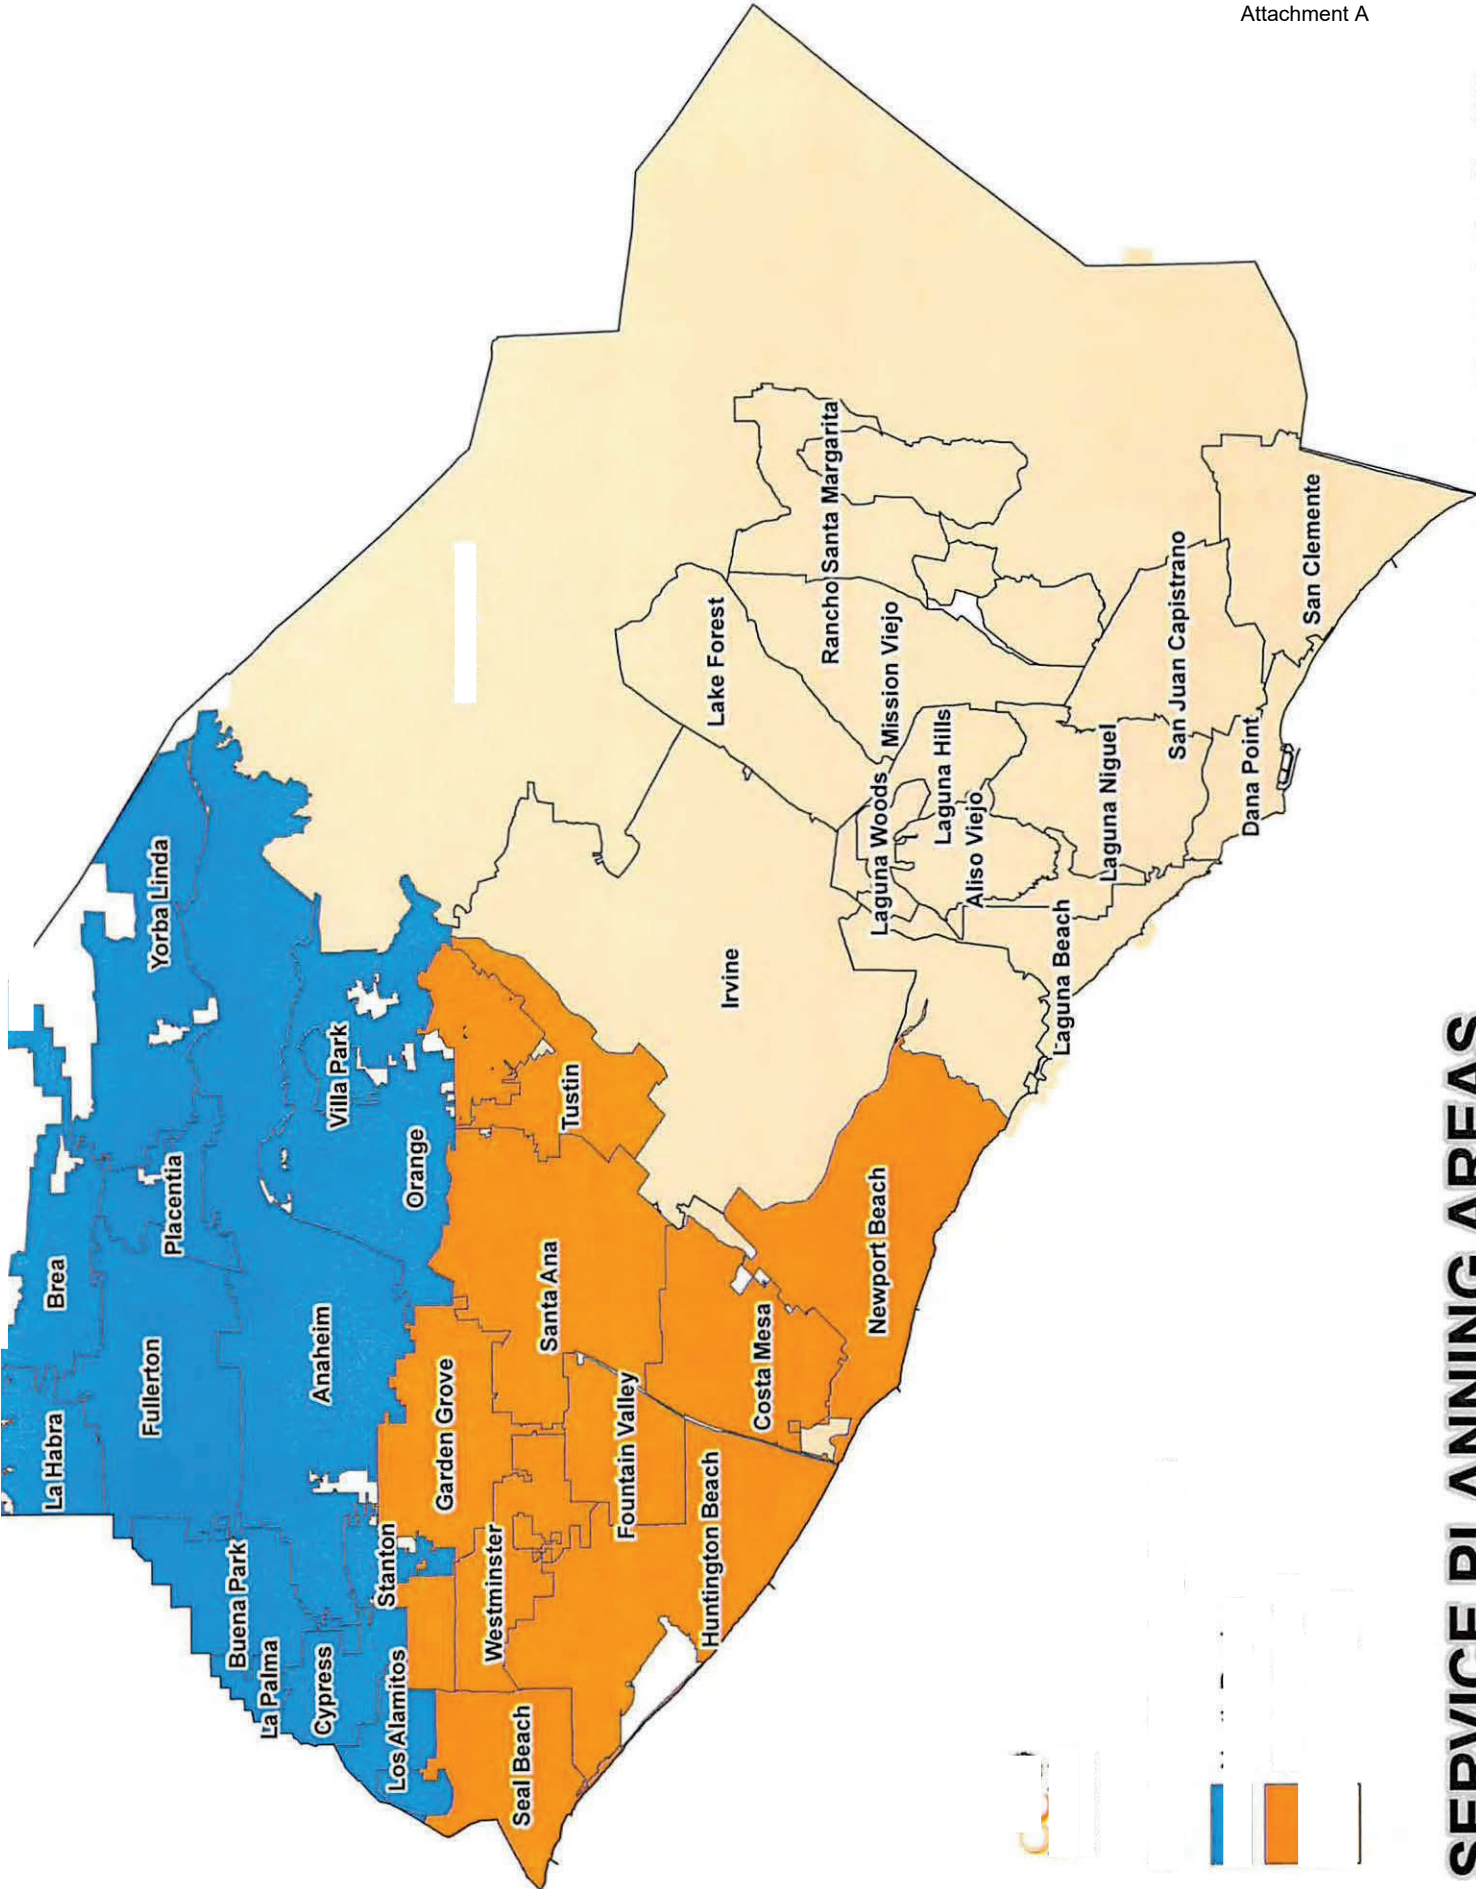 Attachment A
La Habra
Brea
Fullerton
Placentia
Yorba Linda
Buena Park
La Palma
Anaheim
Villa Park
Cypress
Stanton
Orange
Los Alamitos
Garden Grove
Seal Beach
Westminster
Santa Ana
Tustin
Fountain Valley
Huntington Beach
Costa Mesa
Irvine
Lake Forest
Newport Beach
Rancho Santa Margarita
Mission Viejo
Laguna Woods
Laguna Hills
Aliso Viejo
Laguna Beach
Laguna Niguel
San Juan Capistrano
Dana Point
San Clemente
SERVICE PLANNING AREAS